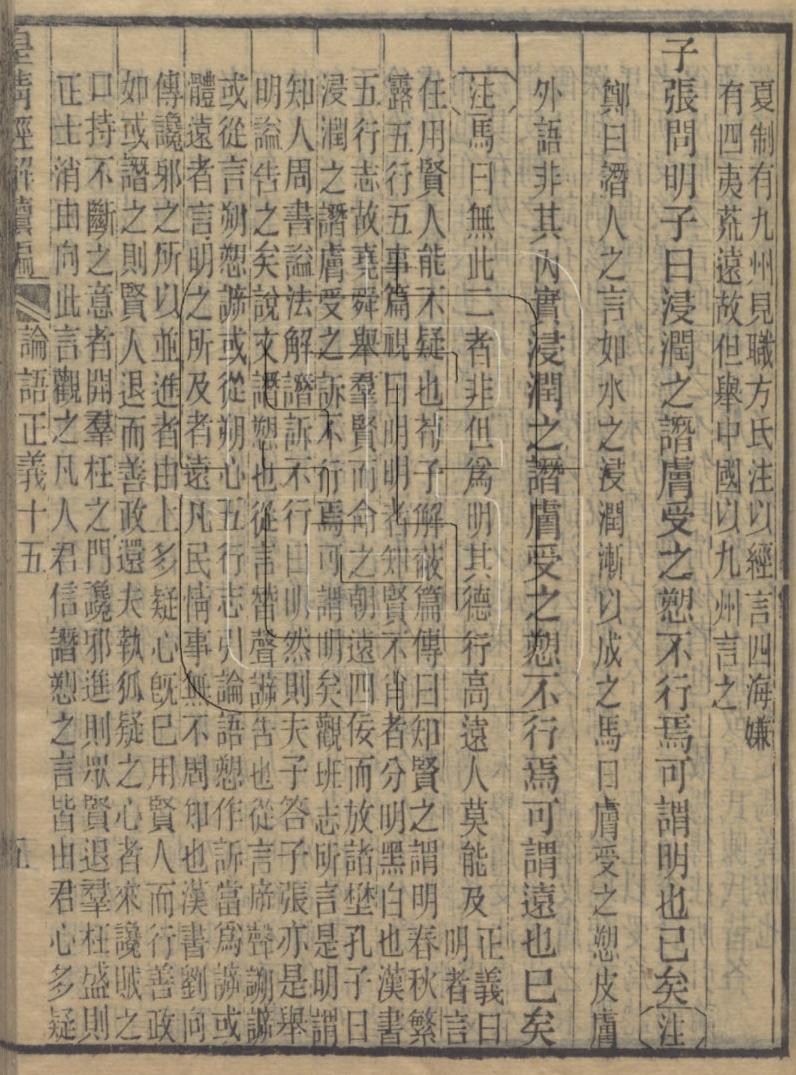 夏制有九州見職方氏注以經言四海嫌
有四夷荒遠故但舉中國以九州言之
子張問明子曰浸潤之譖膚受之愬不行焉可謂明也已矣注
鄭曰譖人之言如水之浸潤漸以成之馬曰膚受之愬皮膚
外語非其內實浸潤之譖膚受之愬不行焉可謂遠也已矣
注馬曰無此二者非但爲明其德行高遠人莫能及
正義曰
明者言
任用賢人能不疑也荀子解蔽篇傳曰知賢之謂明春秋繁
露五行五事篇視曰明明者知賢不肖者分明黑白也漢書
五行志故堯舜舉羣賢而命之朝遠四佞而放諸壄孔子曰
浸潤之譖膚受之訴不行焉可謂明矣觀班志所言是明謂
知人周書謚法解譖訴不行曰明然則夫子答子張亦是舉
明謚告之矣說文譖愬也從言朁聲諦告也從言㡿聲謝諦
或從言朔愬諦或從朔心五行志引論語愬作訴當爲諦或
體遠者言明之所及者遠凡民情事無不周知也漢書劉向
傳讒邪之所以並進者由上多疑心旣已用賢人而行善政
如或譖之則賢人退而善政還夫執狐疑之心者來讒賊之
口持不斷之意者開羣枉之門讒邪進則眾賢退羣枉盛則
正士消由向此言觀之凡人君信譖愬之言皆由君心多疑
皇清經解續編
論語正義十五
五